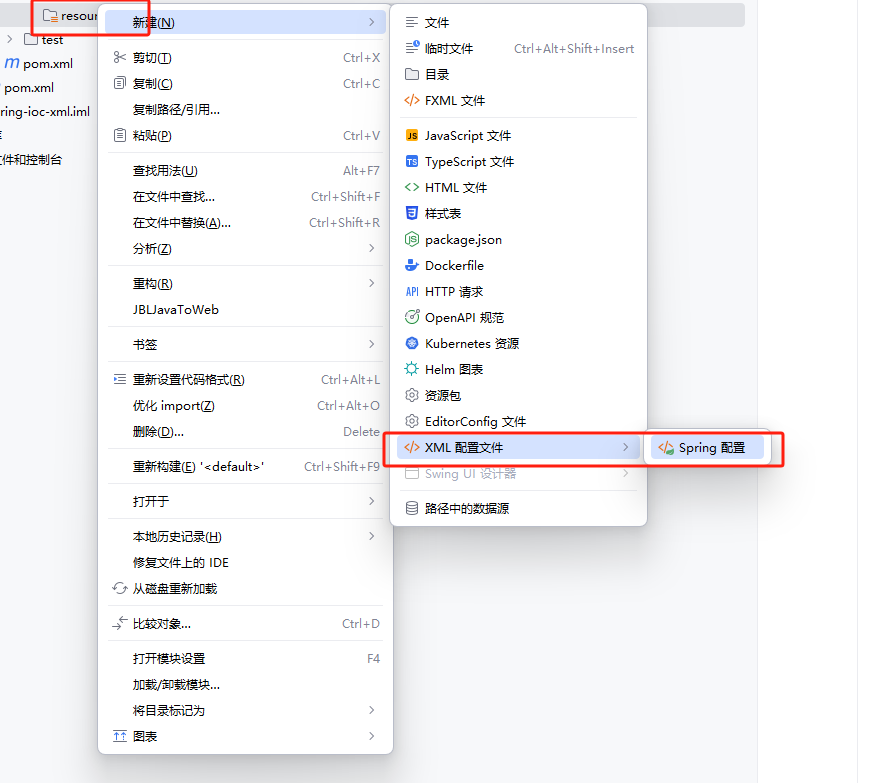 resour
test
pom.xml
pom.xml
ring-ioc-xml.iml
件和控制台
新建(N)
剪切(T) Ctrl+X
复制(C) Ctrl+C
复制路径/引用...
粘贴(P) Ctrl+V
查找用法(U) Alt+F7
在文件中查找... Ctrl+Shift+F
在文件中替换(A)... Ctrl+Shift+R
分析(Z)
重构(R)
JBLJavaToWeb
书签
重新设置代码格式(R) Ctrl+Alt+L
优化 import(Z) Ctrl+Alt+O
删除(D)... Delete
重新构建(E) '<default>' Ctrl+Shift+F9
打开于
本地历史记录(H)
修复文件上的 IDE
从磁盘重新加载
比较对象... Ctrl+D
打开模块设置 F4
加载/卸载模块...
将目录标记为
图表
文件
临时文件 Ctrl+Alt+Shift+Insert
目录
FXML 文件
JS JavaScript 文件
TS TypeScript 文件
HTML 文件
样式表
package.json
Dockerfile
API HTTP 请求
OpenAPI 规范
Kubernetes 资源
Helm 图表
资源包
EditorConfig 文件
XML 配置文件
Swing UI 设计器
路径中的数据源
Spring 配置